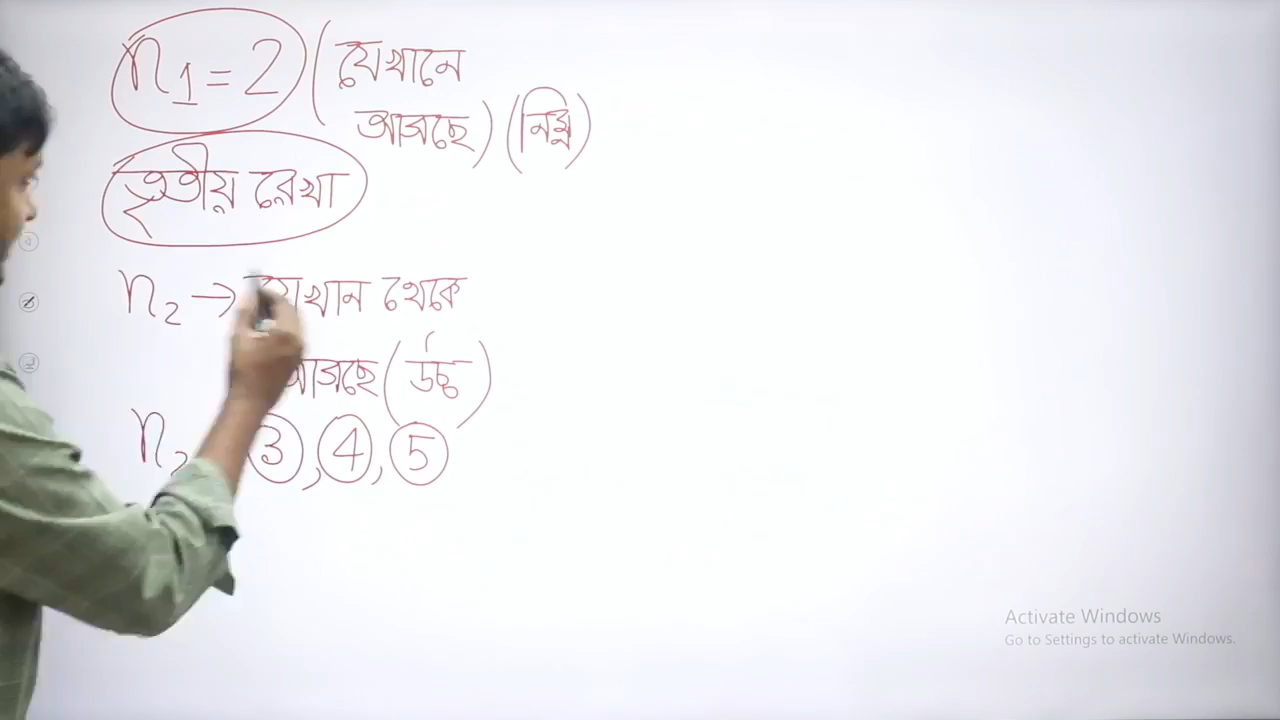 n₁ = 2 (যেখানে
আসছে) (নিম্ন)
তৃতীয় রেখা
n₂ → যেখান থেকে
আসছে (উচ্চ)
n₂ 3, 4, 5
Activate Windows
Go to Settings to activate Windows.